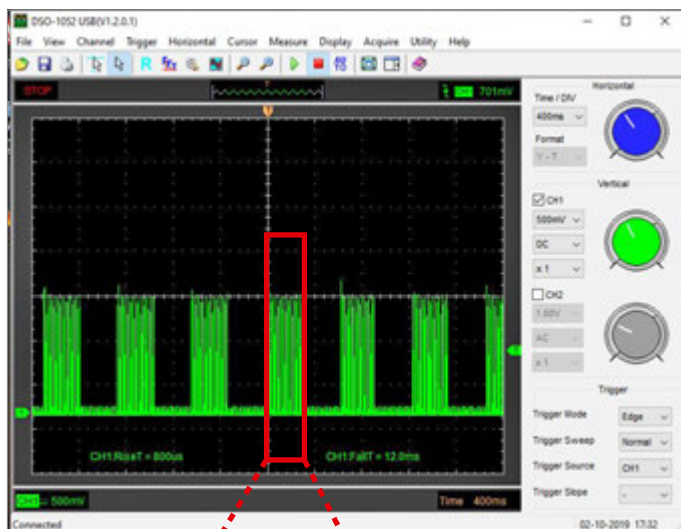 DSO-1052 USB(V1.2.0.1)
File View Channel Trigger Horizontal Cursor Measure Display Acquire Utility Help
STOP
CH1 701mV
T
1
CH1:RiseT = 800us
CH1:FallT = 12.0ms
CH1 500mV
Time 400ms
Horizontal
Time / DIV
400ms
Format
Y - T
Vertical
CH1
500mV
DC
x 1
CH2
1.00V
AC
x 1
Trigger
Trigger Mode Edge
Trigger Sweep Normal
Trigger Source CH1
Trigger Slope -
Connected
02-10-2019 17:32